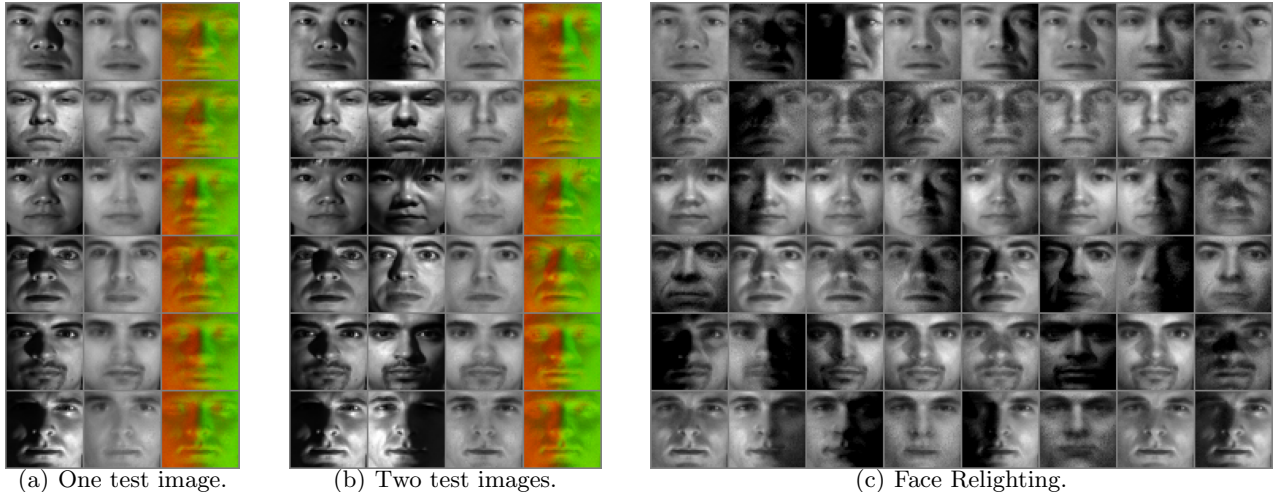 (a) One test image.
(b) Two test images.
(c) Face Relighting.